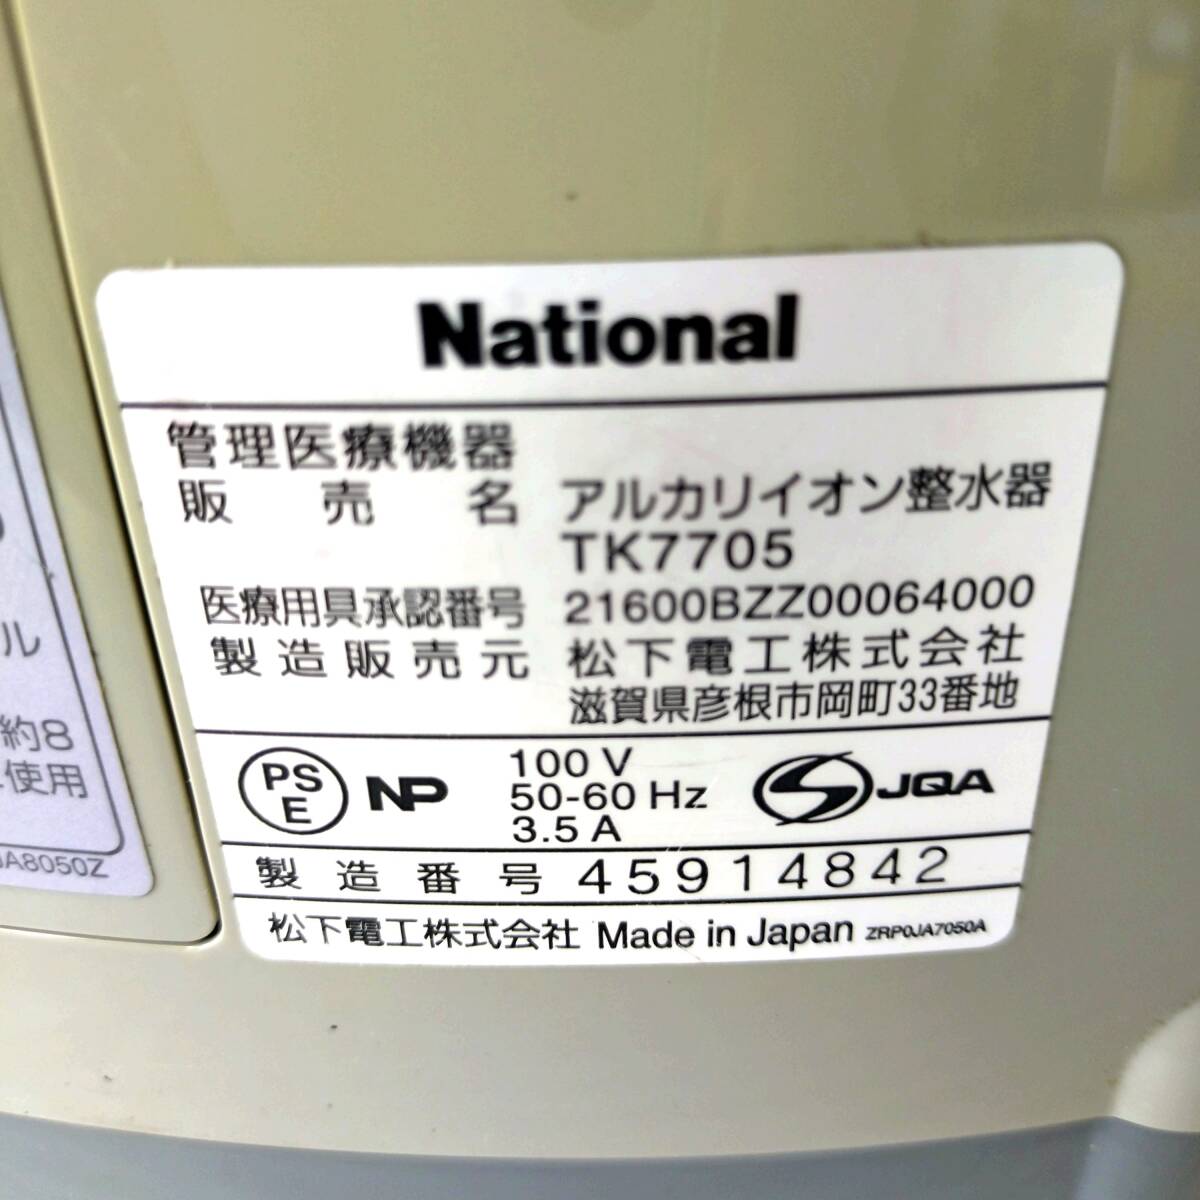 National
管理医療機器
販売名 アルカリイオン整水器
TK7705
医療用具承認番号 21600BZZ00064000
製造販売元 松下電工株式会社
滋賀県彦根市岡町33番地
PS
E
NP
100 V
50-60 Hz
3.5 A
JQA
製造番号 45914842
松下電工株式会社 Made in Japan ZRP0JA7050A
ル
約8
使用
JA8050Z